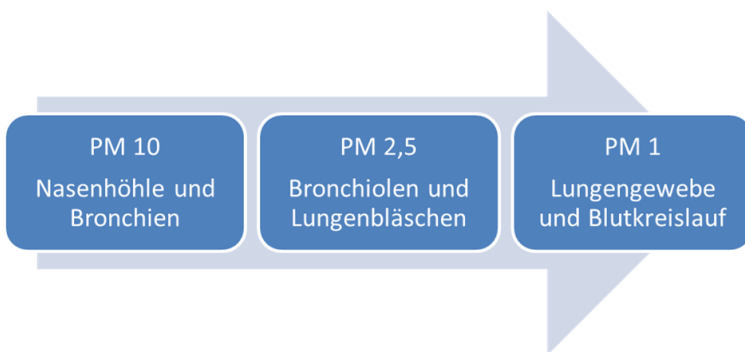 PM 10
Nasenhöhle und
Bronchien
PM 2,5
Bronchiolen und
Lungenbläschen
PM 1
Lungengewebe
und Blutkreislauf